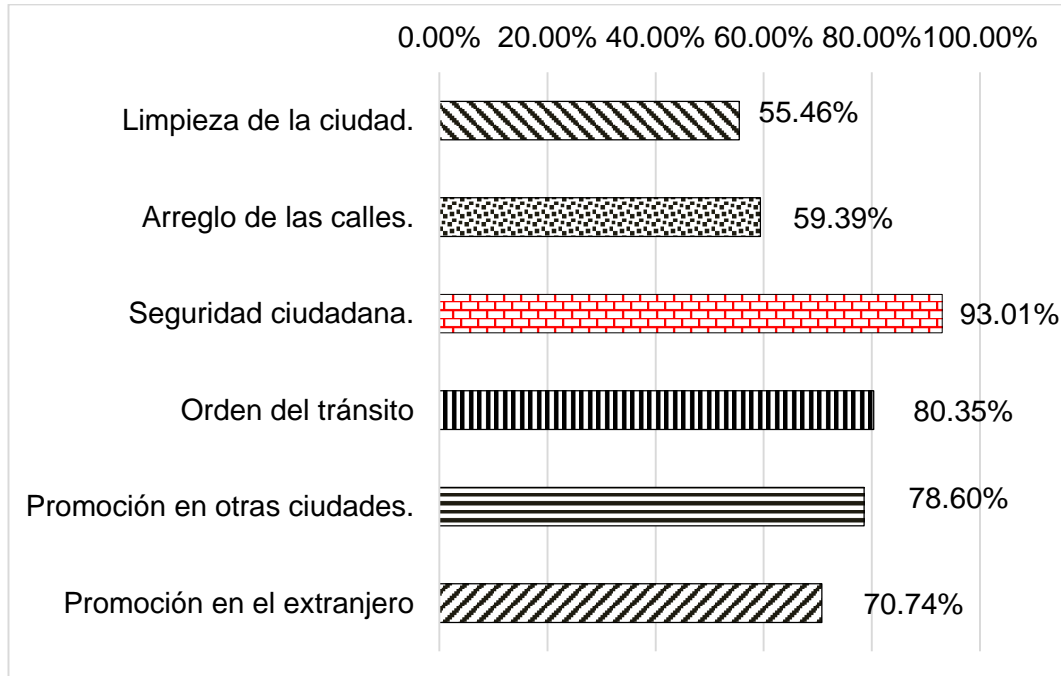 0.00% 20.00% 40.00% 60.00% 80.00% 100.00%
Limpieza de la ciudad. 55.46%
Arreglo de las calles. 59.39%
Seguridad ciudadana. 93.01%
Orden del tránsito 80.35%
Promoción en otras ciudades. 78.60%
Promoción en el extranjero 70.74%